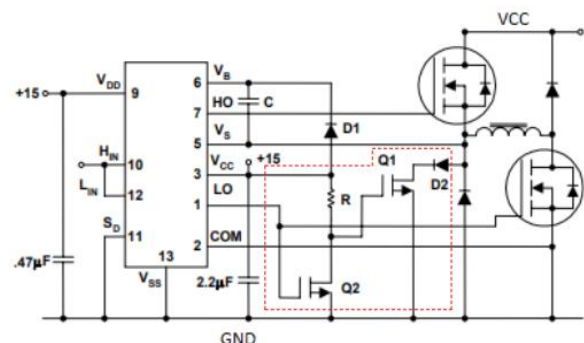 VCC
+15
V_DD
9
6
V_B
7
HO
C
5
V_S
D1
H_IN
10
3
V_CC
+15
Q1
D2
L_IN
12
1
LO
R
S_D
11
2
COM
13
V_SS
.47μF
2.2μF
Q2
GND